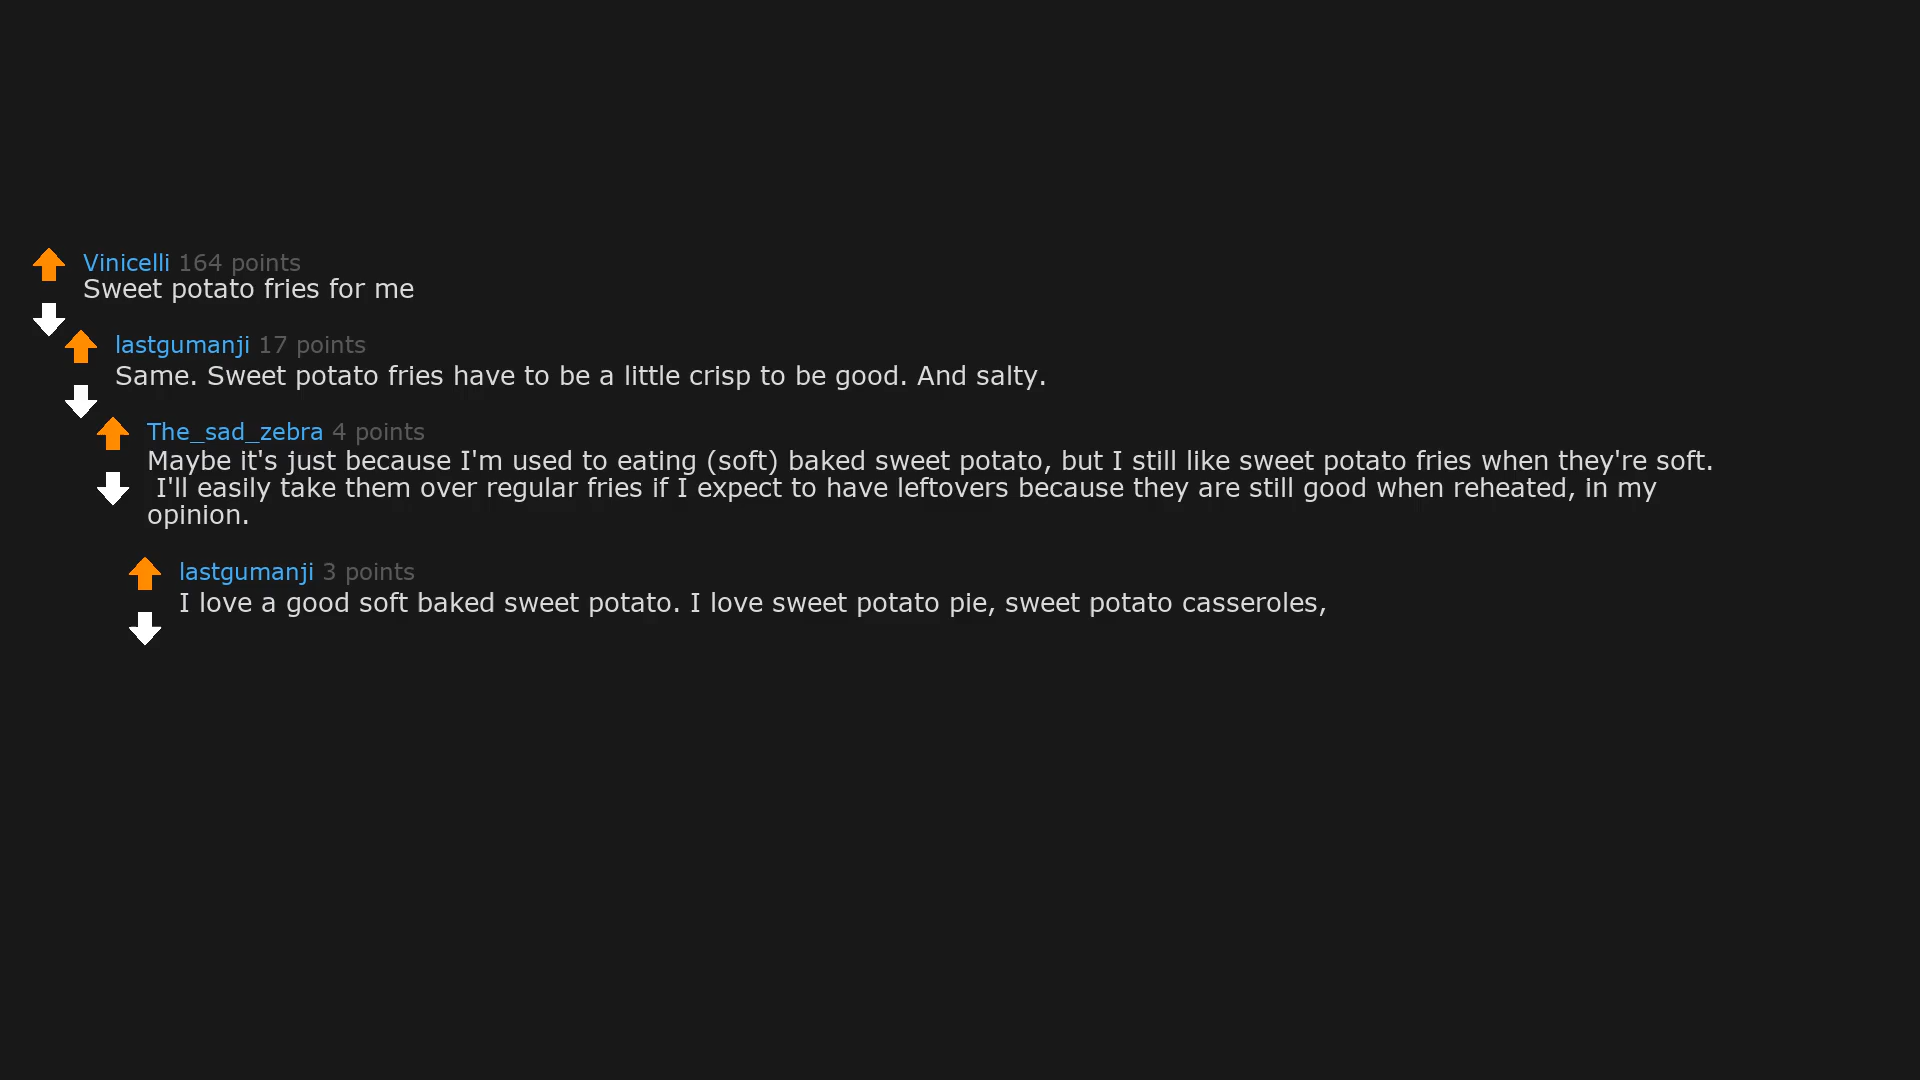 Vinicelli 164 points
Sweet potato fries for me
lastgumanji 17 points
Same. Sweet potato fries have to be a little crisp to be good. And salty.
The_sad_zebra 4 points
Maybe it's just because I'm used to eating (soft) baked sweet potato, but I still like sweet potato fries when they're soft.
I'll easily take them over regular fries if I expect to have leftovers because they are still good when reheated, in my
opinion.
lastgumanji 3 points
I love a good soft baked sweet potato. I love sweet potato pie, sweet potato casseroles,